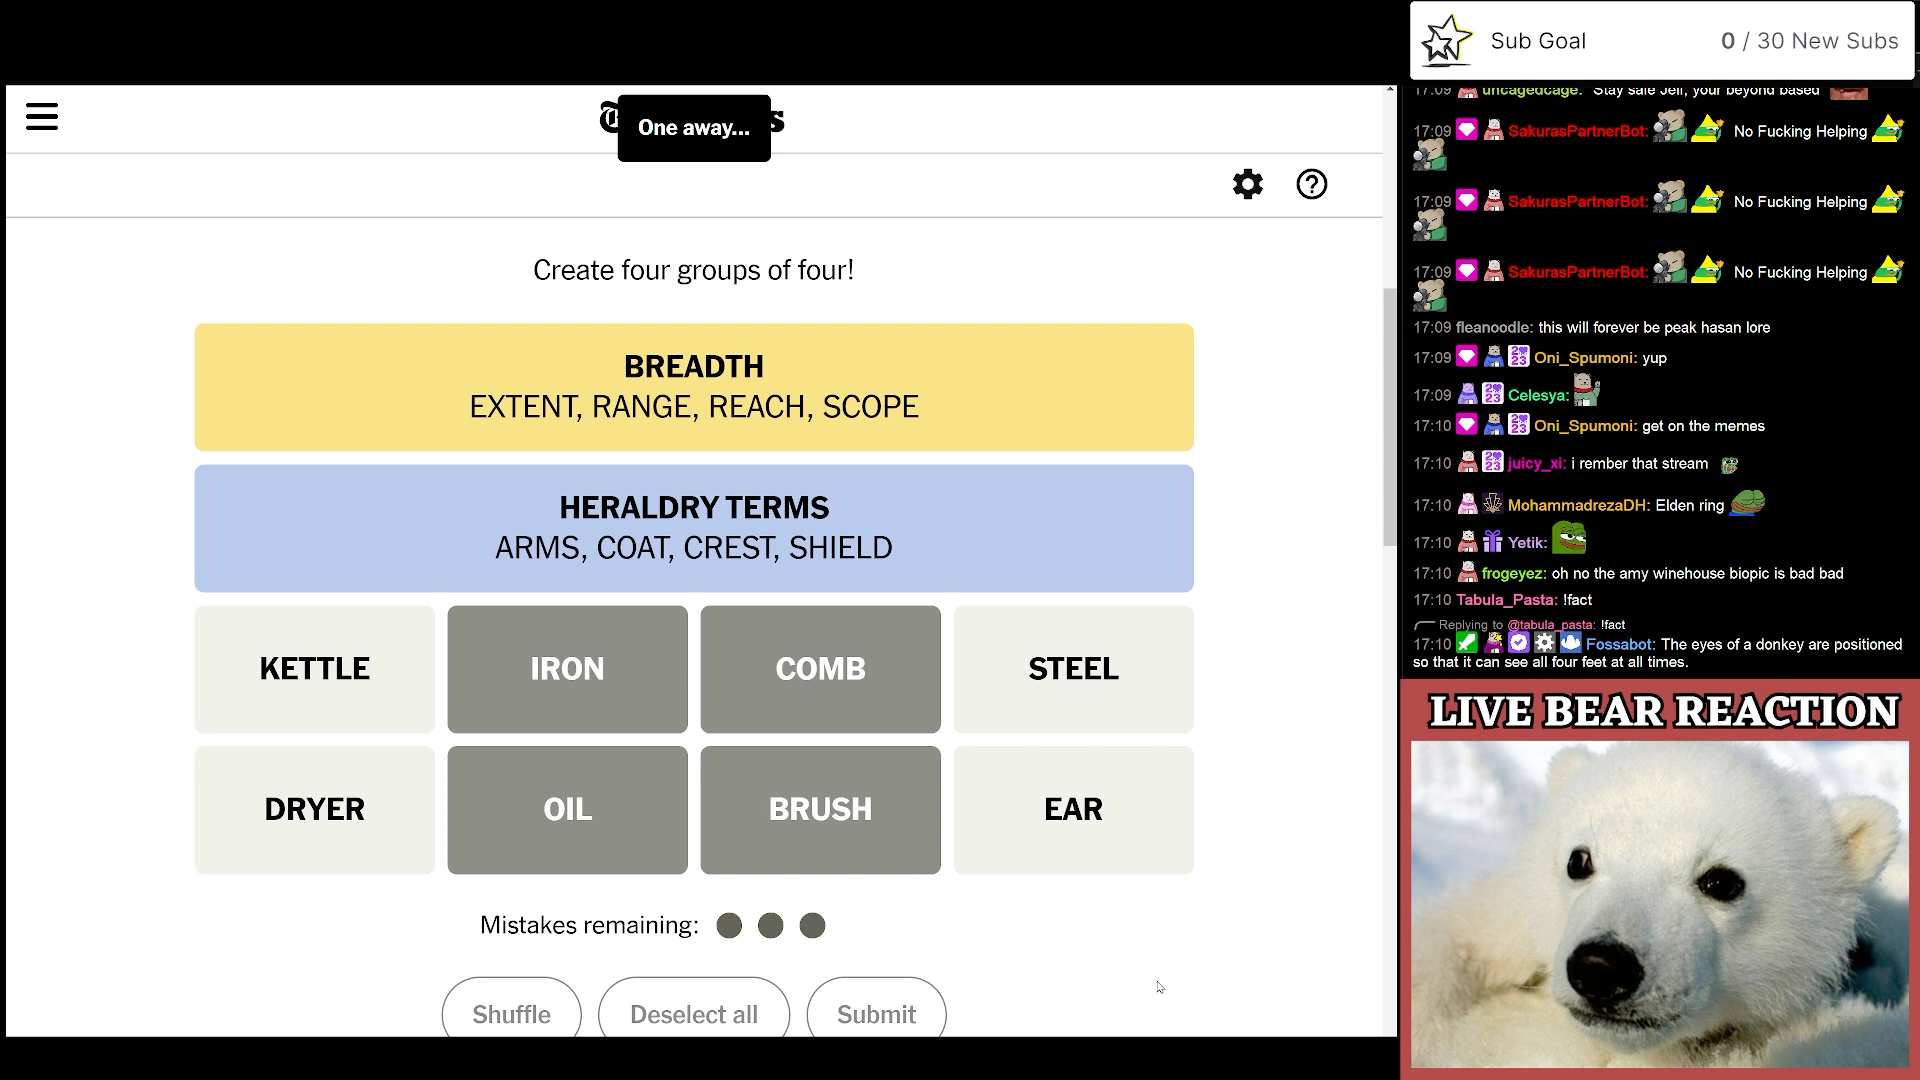 Sub Goal 0 / 30 New Subs
One away...
Create four groups of four!
BREADTH
EXTENT, RANGE, REACH, SCOPE
HERALDRY TERMS
ARMS, COAT, CREST, SHIELD
KETTLE IRON COMB STEEL
DRYER OIL BRUSH EAR
Mistakes remaining:
Shuffle Deselect all Submit
17:09 uncagedcage: Stay safe Jeff, your beyond based
17:09 SakurasPartnerBot: No Fucking Helping
17:09 SakurasPartnerBot: No Fucking Helping
17:09 SakurasPartnerBot: No Fucking Helping
17:09 fleanoodle: this will forever be peak hasan lore
17:09 Oni_Spumoni: yup
17:09 Celesya:
17:10 Oni_Spumoni: get on the memes
17:10 juicy_xi: i rember that stream
17:10 MohammadrezaDH: Elden ring
17:10 Yetik:
17:10 frogeyez: oh no the amy winehouse biopic is bad bad
17:10 Tabula_Pasta: !fact
Replying to @tabula_pasta: !fact
17:10 Fossabot: The eyes of a donkey are positioned
so that it can see all four feet at all times.
LIVE BEAR REACTION